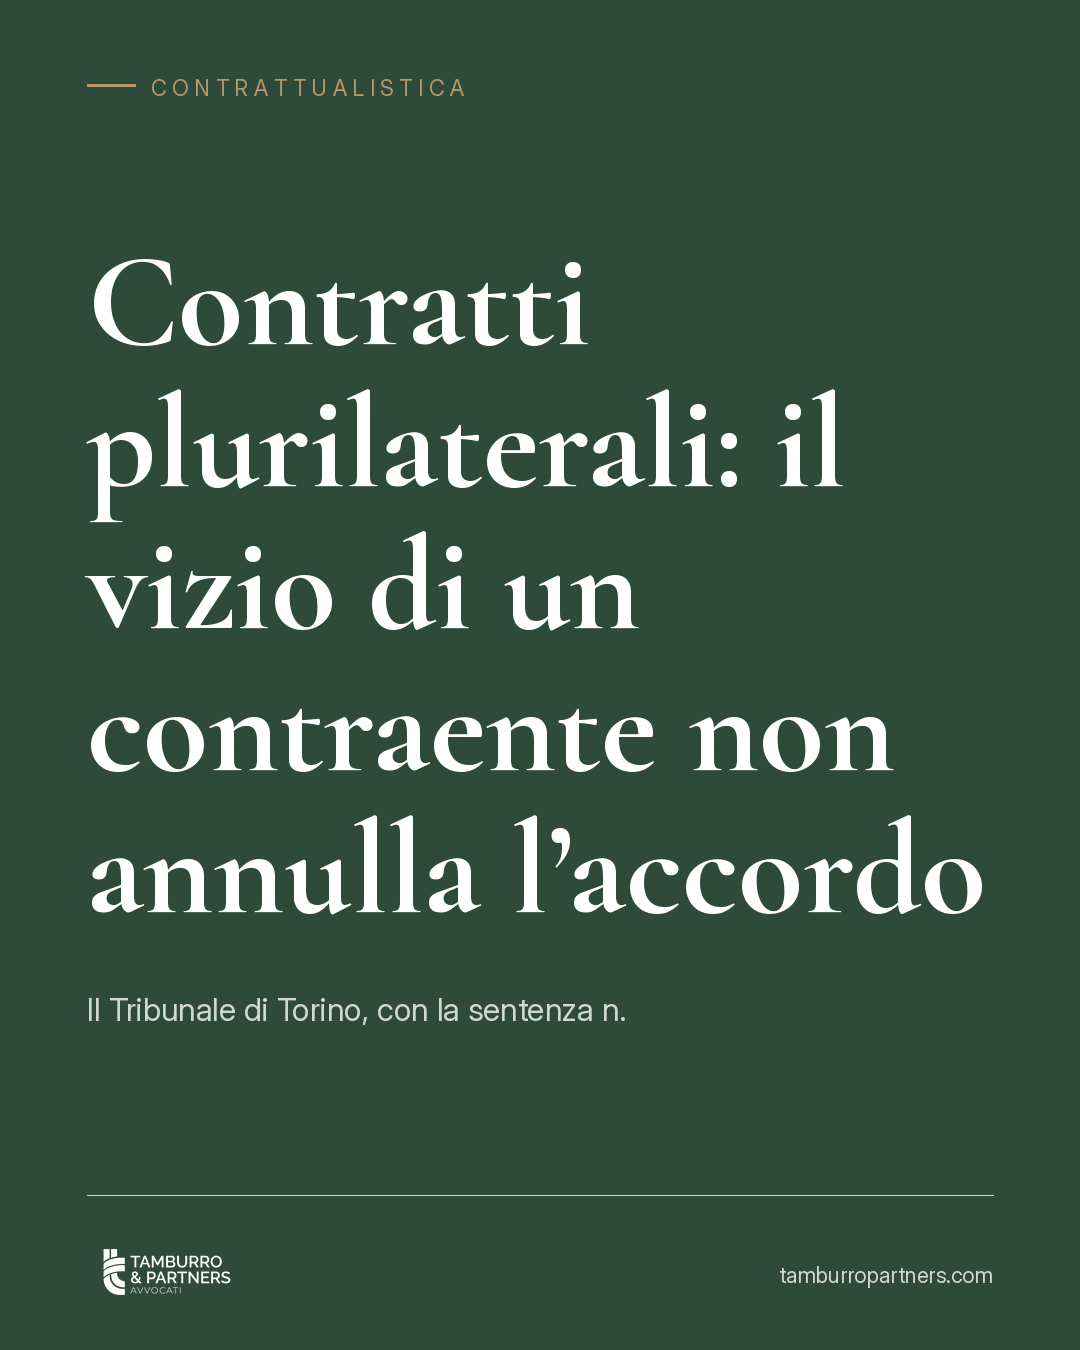 CONTRATTUALISTICA
Contratti
plurilaterali: il
vizio di un
contraente non
annulla l’accordo
Il Tribunale di Torino, con la sentenza n.
TAMBURRO
& PARTNERS
AVVOCATI
tamburropartners.com